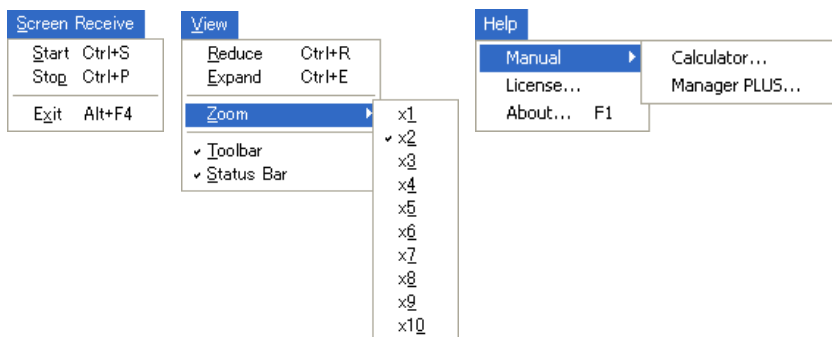 Screen Receive
Start Ctrl+S
Stop Ctrl+P
Exit Alt+F4
View
Reduce Ctrl+R
Expand Ctrl+E
Zoom
Toolbar
Status Bar
x1
x2
x3
x4
x5
x6
x7
x8
x9
x10
Help
Manual
License...
About... F1
Calculator...
Manager PLUS...